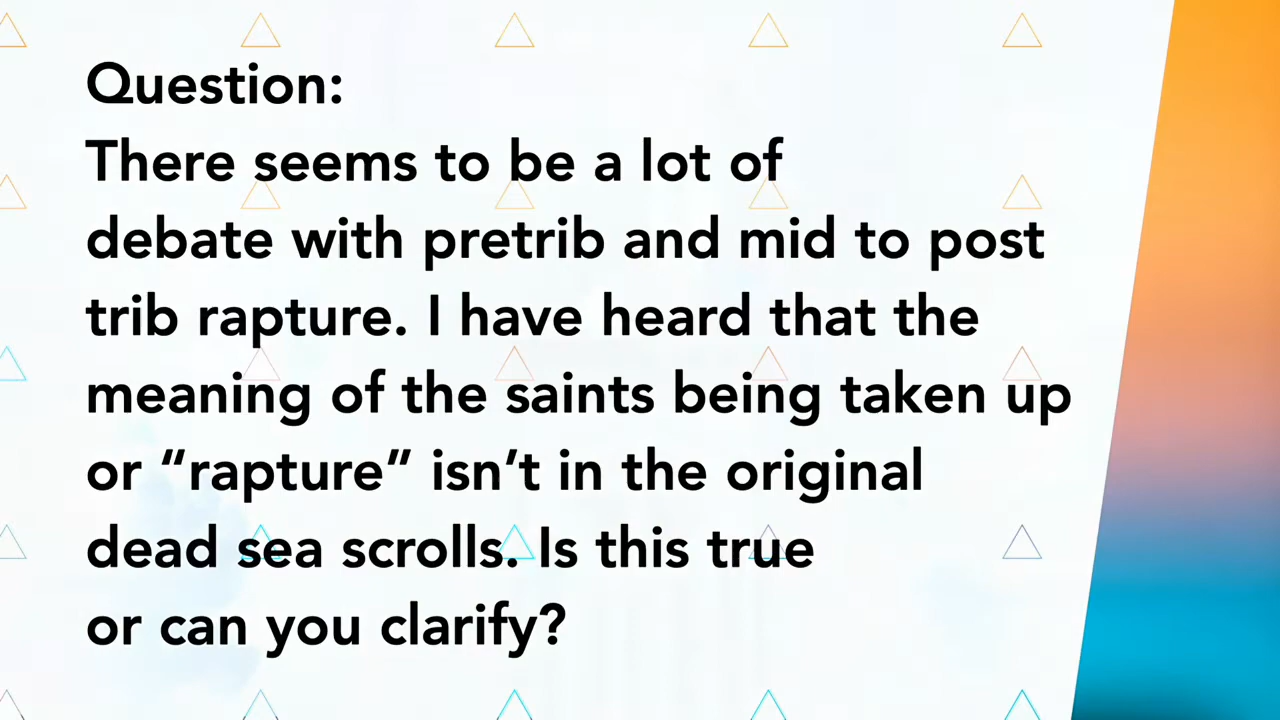 Question:
There seems to be a lot of
debate with pretrib and mid to post
trib rapture. I have heard that the
meaning of the saints being taken up
or “rapture” isn’t in the original
dead sea scrolls. Is this true
or can you clarify?